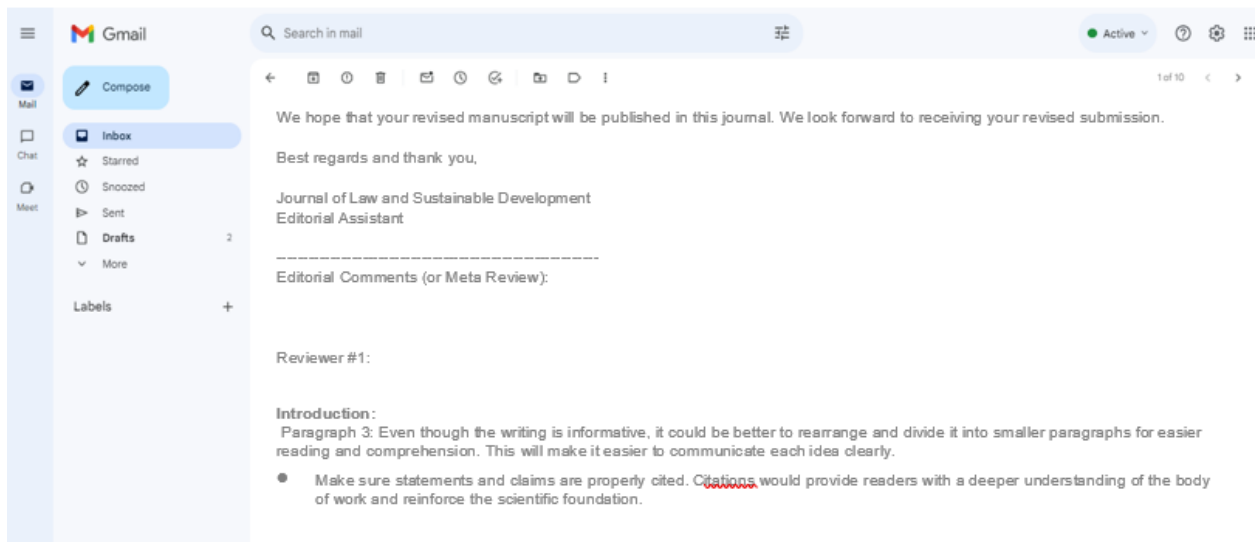 Gmail
Search in mail
Active
Mail
Compose
1 of 10
Chat
Inbox
Starred
Meet
Snoozed
Sent
Drafts 2
More
Labels +
We hope that your revised manuscript will be published in this journal. We look forward to receiving your revised submission.
Best regards and thank you,
Journal of Law and Sustainable Development
Editorial Assistant
------------------------------------------------------
Editorial Comments (or Meta Review):
Reviewer #1:
Introduction:
Paragraph 3: Even though the writing is informative, it could be better to rearrange and divide it into smaller paragraphs for easier
reading and comprehension. This will make it easier to communicate each idea clearly.
● Make sure statements and claims are properly cited. Citations would provide readers with a deeper understanding of the body
of work and reinforce the scientific foundation.